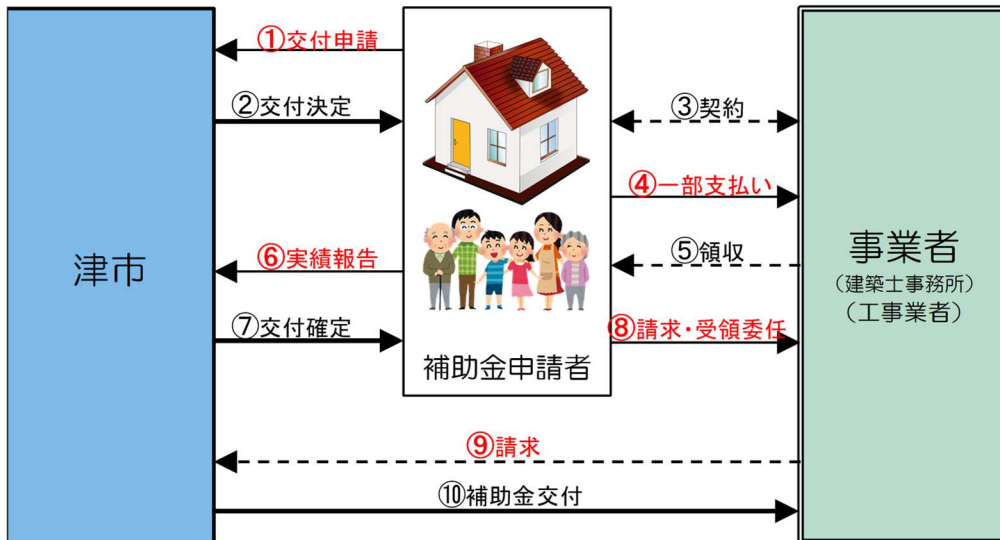 ①交付申請
②交付決定
③契約
④一部支払い
津市
⑥実績報告
⑤領収
事業者
(建築士事務所)
(工事業者)
⑦交付確定
⑧請求・受領委任
補助金申請者
⑨請求
⑩補助金交付